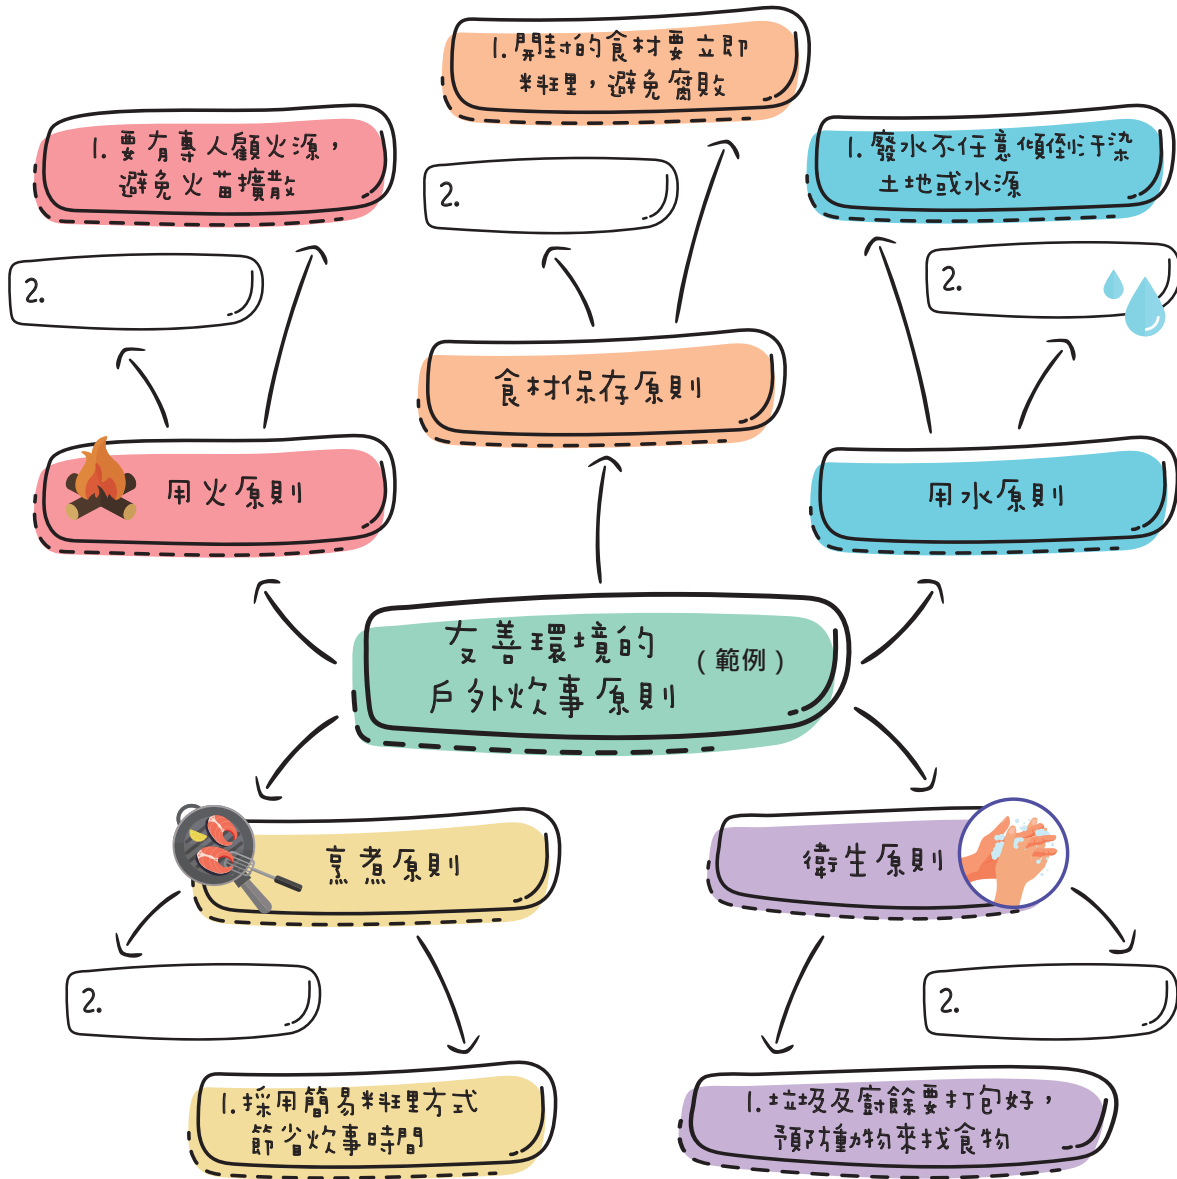 1. 開封的食材要立即
料理，避免腐敗
2.
1. 要有專人顧火源，
避免火苗擴散
2.
1. 廢水不任意傾倒汙染
土地或水源
2.
食材保存原則
用火原則
用水原則
友善環境的
戶外炊事原則
(範例)
烹煮原則
衛生原則
2.
2.
1. 採用簡易料理方式
節省炊事時間
1. 垃圾及廚餘要打包好，
預防動物來找食物